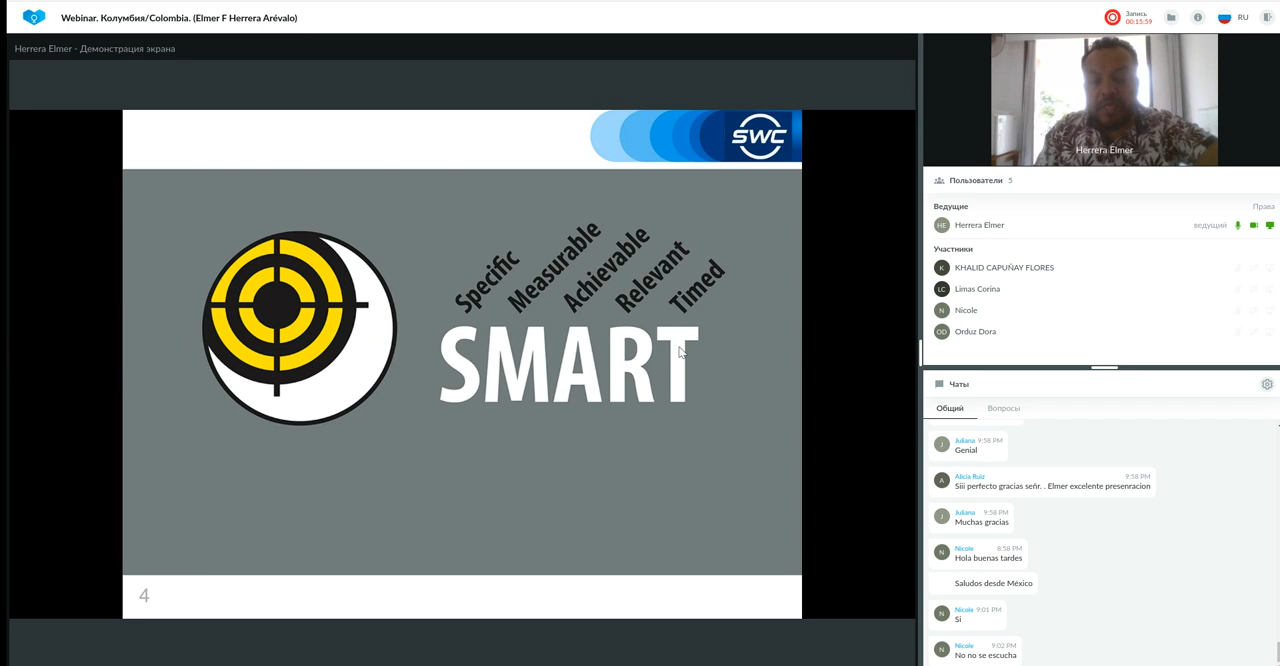 Webinar. Колумбия/Colombia. (Elmer F Herrera Arévalo)
Запись
00:15:59
RU
Herrera Elmer - Демонстрация экрана
SWC
Specific
Measurable
Achievable
Relevant
Timed
SMART
4
Herrera Elmer
Пользователи 5
Ведущие Права
HE Herrera Elmer ведущий
Участники
K KHALID CAPUÑAY FLORES
LC Limas Corina
N Nicole
OD Orduz Dora
Чаты
Общий Вопросы
J Juliana 9:58 PM
Genial
A Alicia Ruiz 9:58 PM
Siii perfecto gracias señr. . Elmer excelente presenracion
J Juliana 9:58 PM
Muchas gracias
N Nicole 8:58 PM
Hola buenas tardes
Saludos desde México
N Nicole 9:01 PM
Si
N Nicole 9:02 PM
No no se escucha